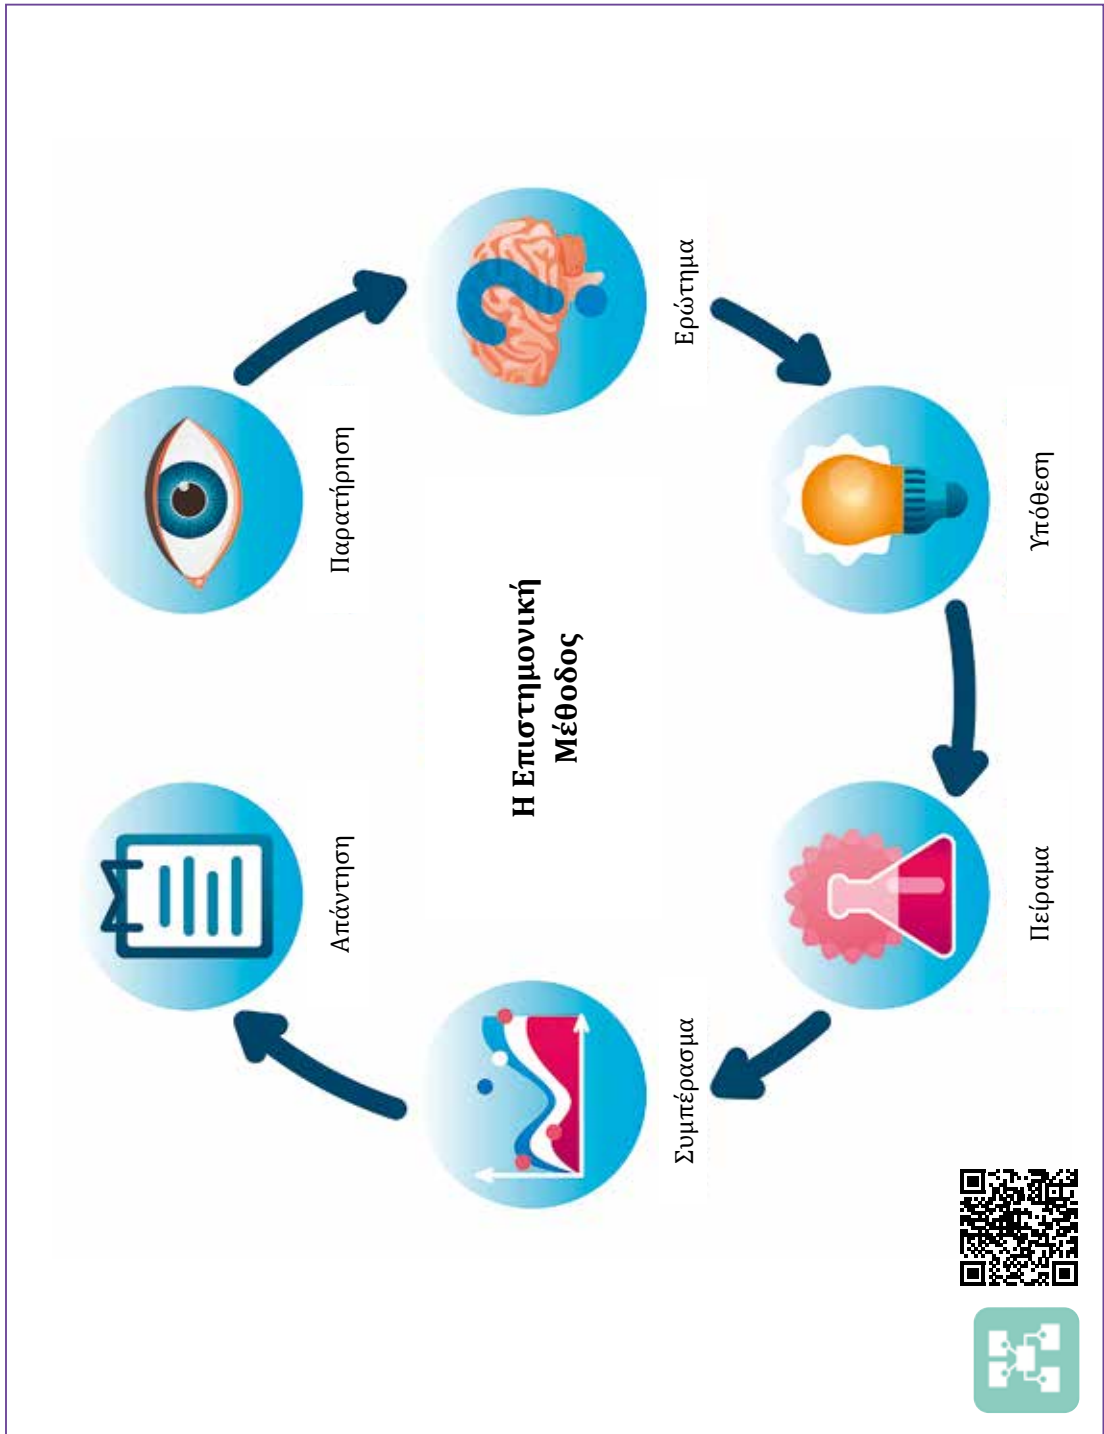 Η Επιστημονική
Μέθοδος
Παρατήρηση
Ερώτημα
Υπόθεση
Πείραμα
Συμπέρασμα
Απάντηση